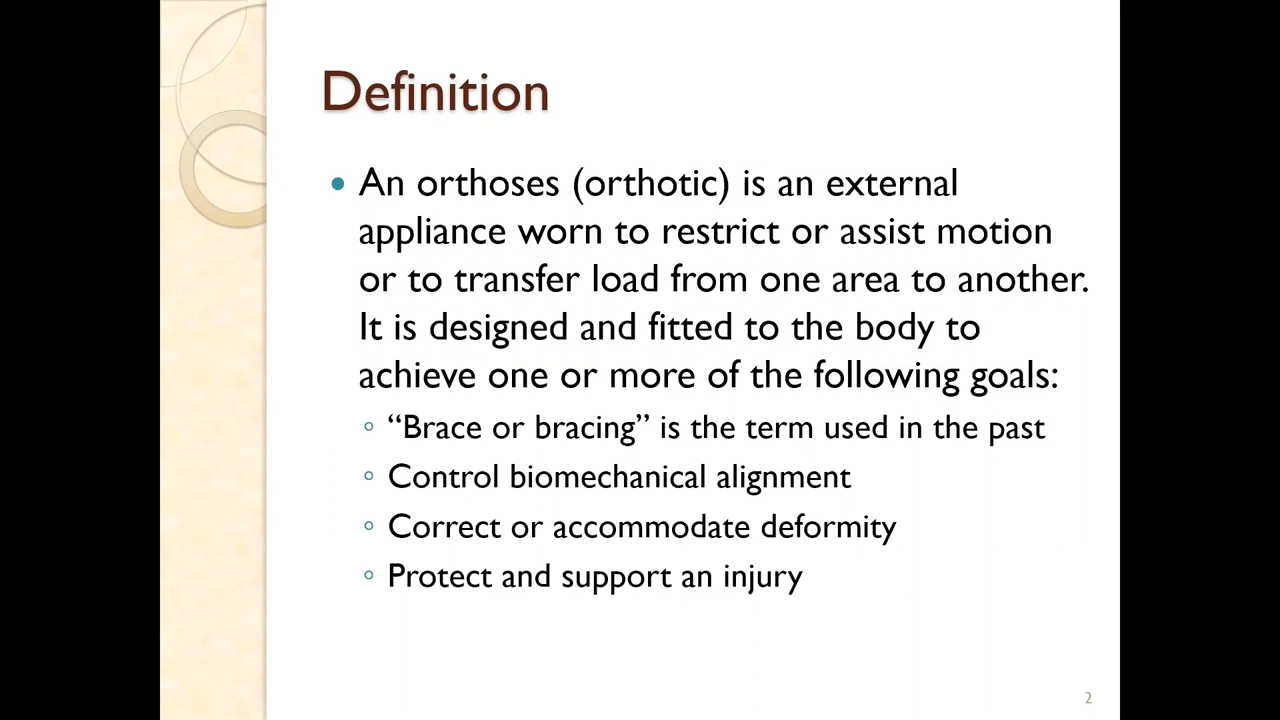 Definition
• An orthoses (orthotic) is an external
appliance worn to restrict or assist motion
or to transfer load from one area to another.
It is designed and fitted to the body to
achieve one or more of the following goals:
◦ “Brace or bracing” is the term used in the past
◦ Control biomechanical alignment
◦ Correct or accommodate deformity
◦ Protect and support an injury
2